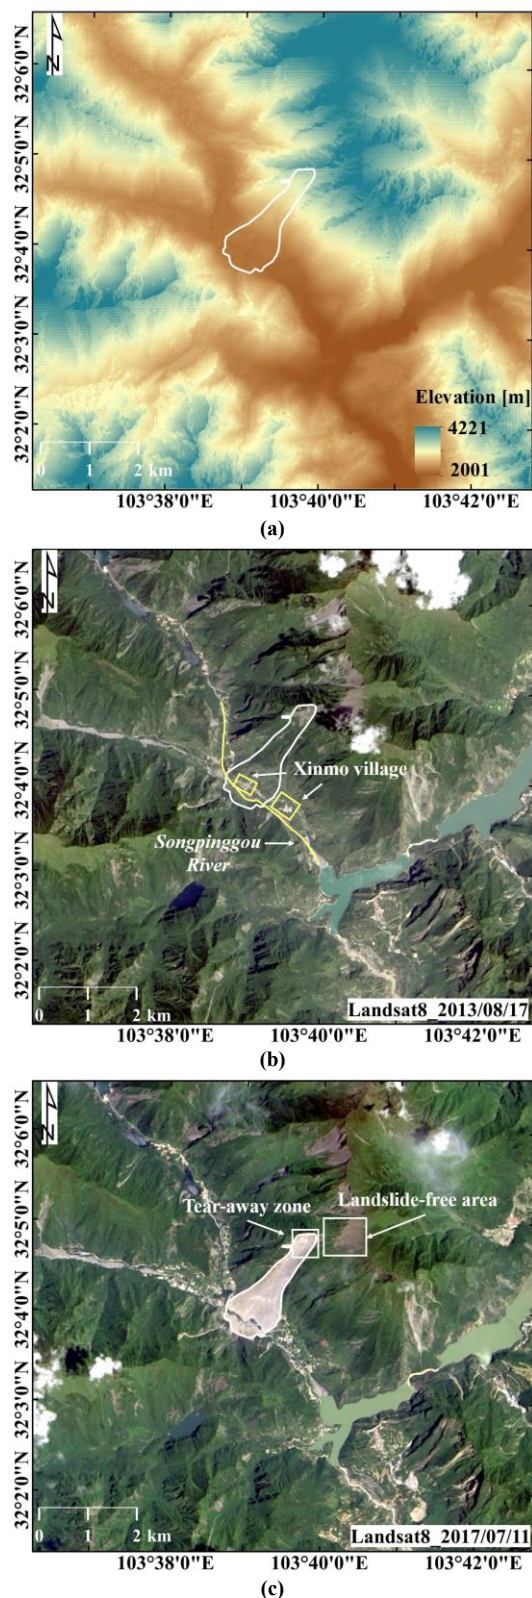 N
32°6'0"N
32°5'0"N
32°4'0"N
32°3'0"N
32°2'0"N
Elevation [m]
4221
2001
0 1 2 km
103°38'0"E 103°40'0"E 103°42'0"E
(a)
N
32°6'0"N
32°5'0"N
32°4'0"N
32°3'0"N
32°2'0"N
Xinmo village
Songpinggou
River
0 1 2 km
Landsat8_2013/08/17
103°38'0"E 103°40'0"E 103°42'0"E
(b)
N
32°6'0"N
32°5'0"N
32°4'0"N
32°3'0"N
32°2'0"N
Tear-away zone
Landslide-free area
0 1 2 km
Landsat8_2017/07/11
103°38'0"E 103°40'0"E 103°42'0"E
(c)